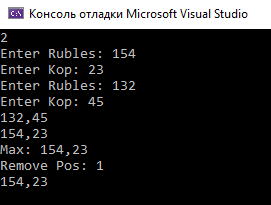 Консоль отладки Microsoft Visual Studio
2
Enter Rubles: 154
Enter Kop: 23
Enter Rubles: 132
Enter Kop: 45
132,45
154,23
Max: 154,23
Remove Pos: 1
154,23